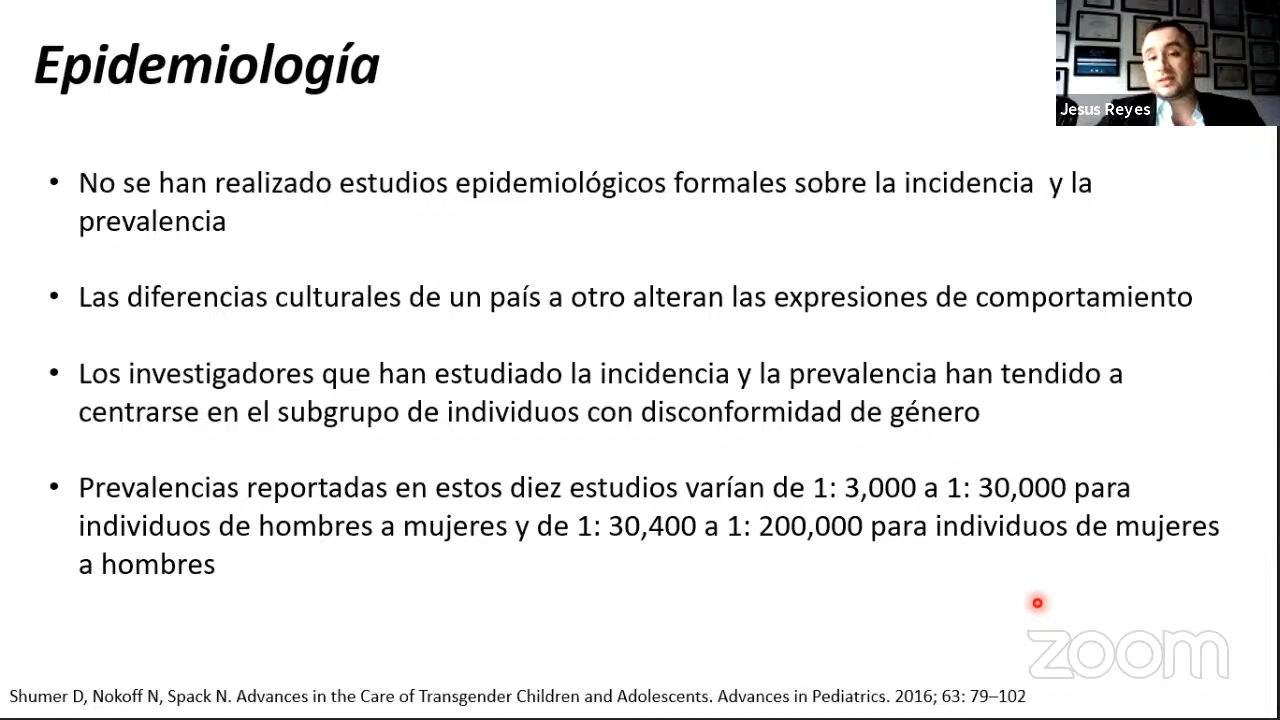 Epidemiología
Jesus Reyes
• No se han realizado estudios epidemiológicos formales sobre la incidencia  y la
prevalencia
• Las diferencias culturales de un país a otro alteran las expresiones de comportamiento
• Los investigadores que han estudiado la incidencia y la prevalencia han tendido a
centrarse en el subgrupo de individuos con disconformidad de género
• Prevalencias reportadas en estos diez estudios varían de 1: 3,000 a 1: 30,000 para
individuos de hombres a mujeres y de 1: 30,400 a 1: 200,000 para individuos de mujeres
a hombres
zoom
Shumer D, Nokoff N, Spack N. Advances in the Care of Transgender Children and Adolescents. Advances in Pediatrics. 2016; 63: 79–102